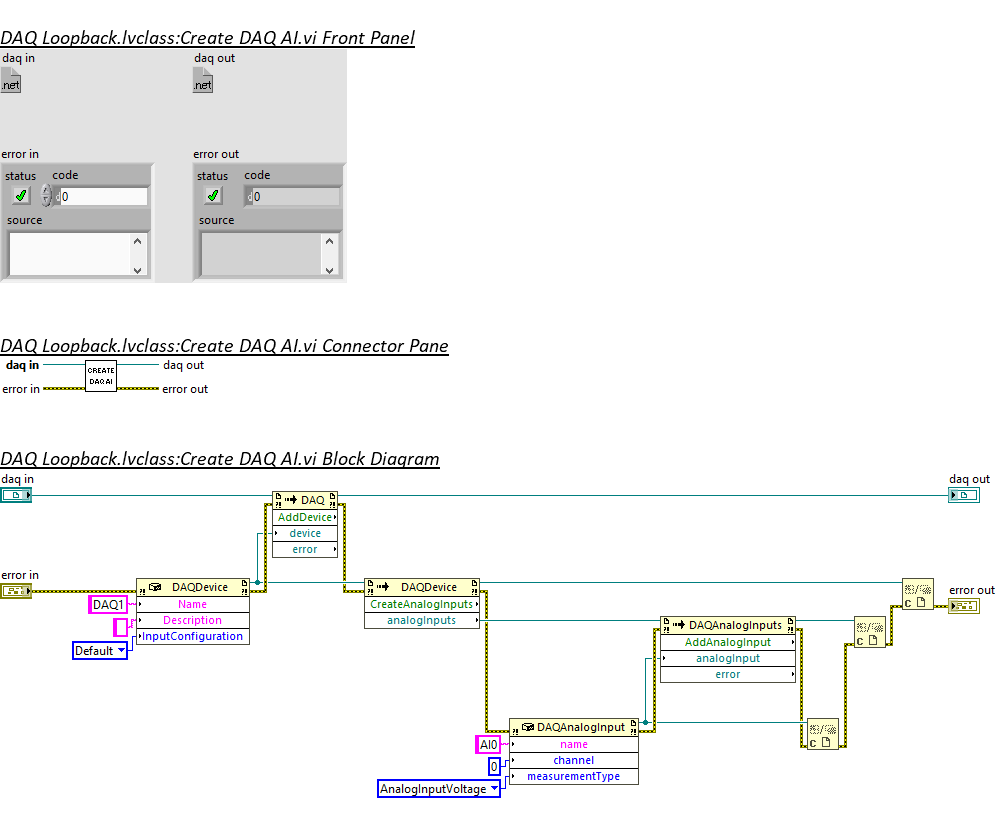 DAQ Loopback.lvclass:Create DAQ AI.vi Front Panel
daq in
daq out
.net
.net
error in
error out
status code
status code
d 0
d 0
source
source
DAQ Loopback.lvclass:Create DAQ AI.vi Connector Pane
daq in
daq out
CREATE
DAQ AI
error in
error out
DAQ Loopback.lvclass:Create DAQ AI.vi Block Diagram
daq in
daq out
DAQ
AddDevice
device
error
error in
error out
DAQDevice
DAQ1
Name
Description
InputConfiguration
Default
DAQDevice
CreateAnalogInputs
analogInputs
C
C
DAQAnalogInputs
AddAnalogInput
analogInput
error
DAQAnalogInput
C
AI0
name
0
channel
AnalogInputVoltage
measurementType